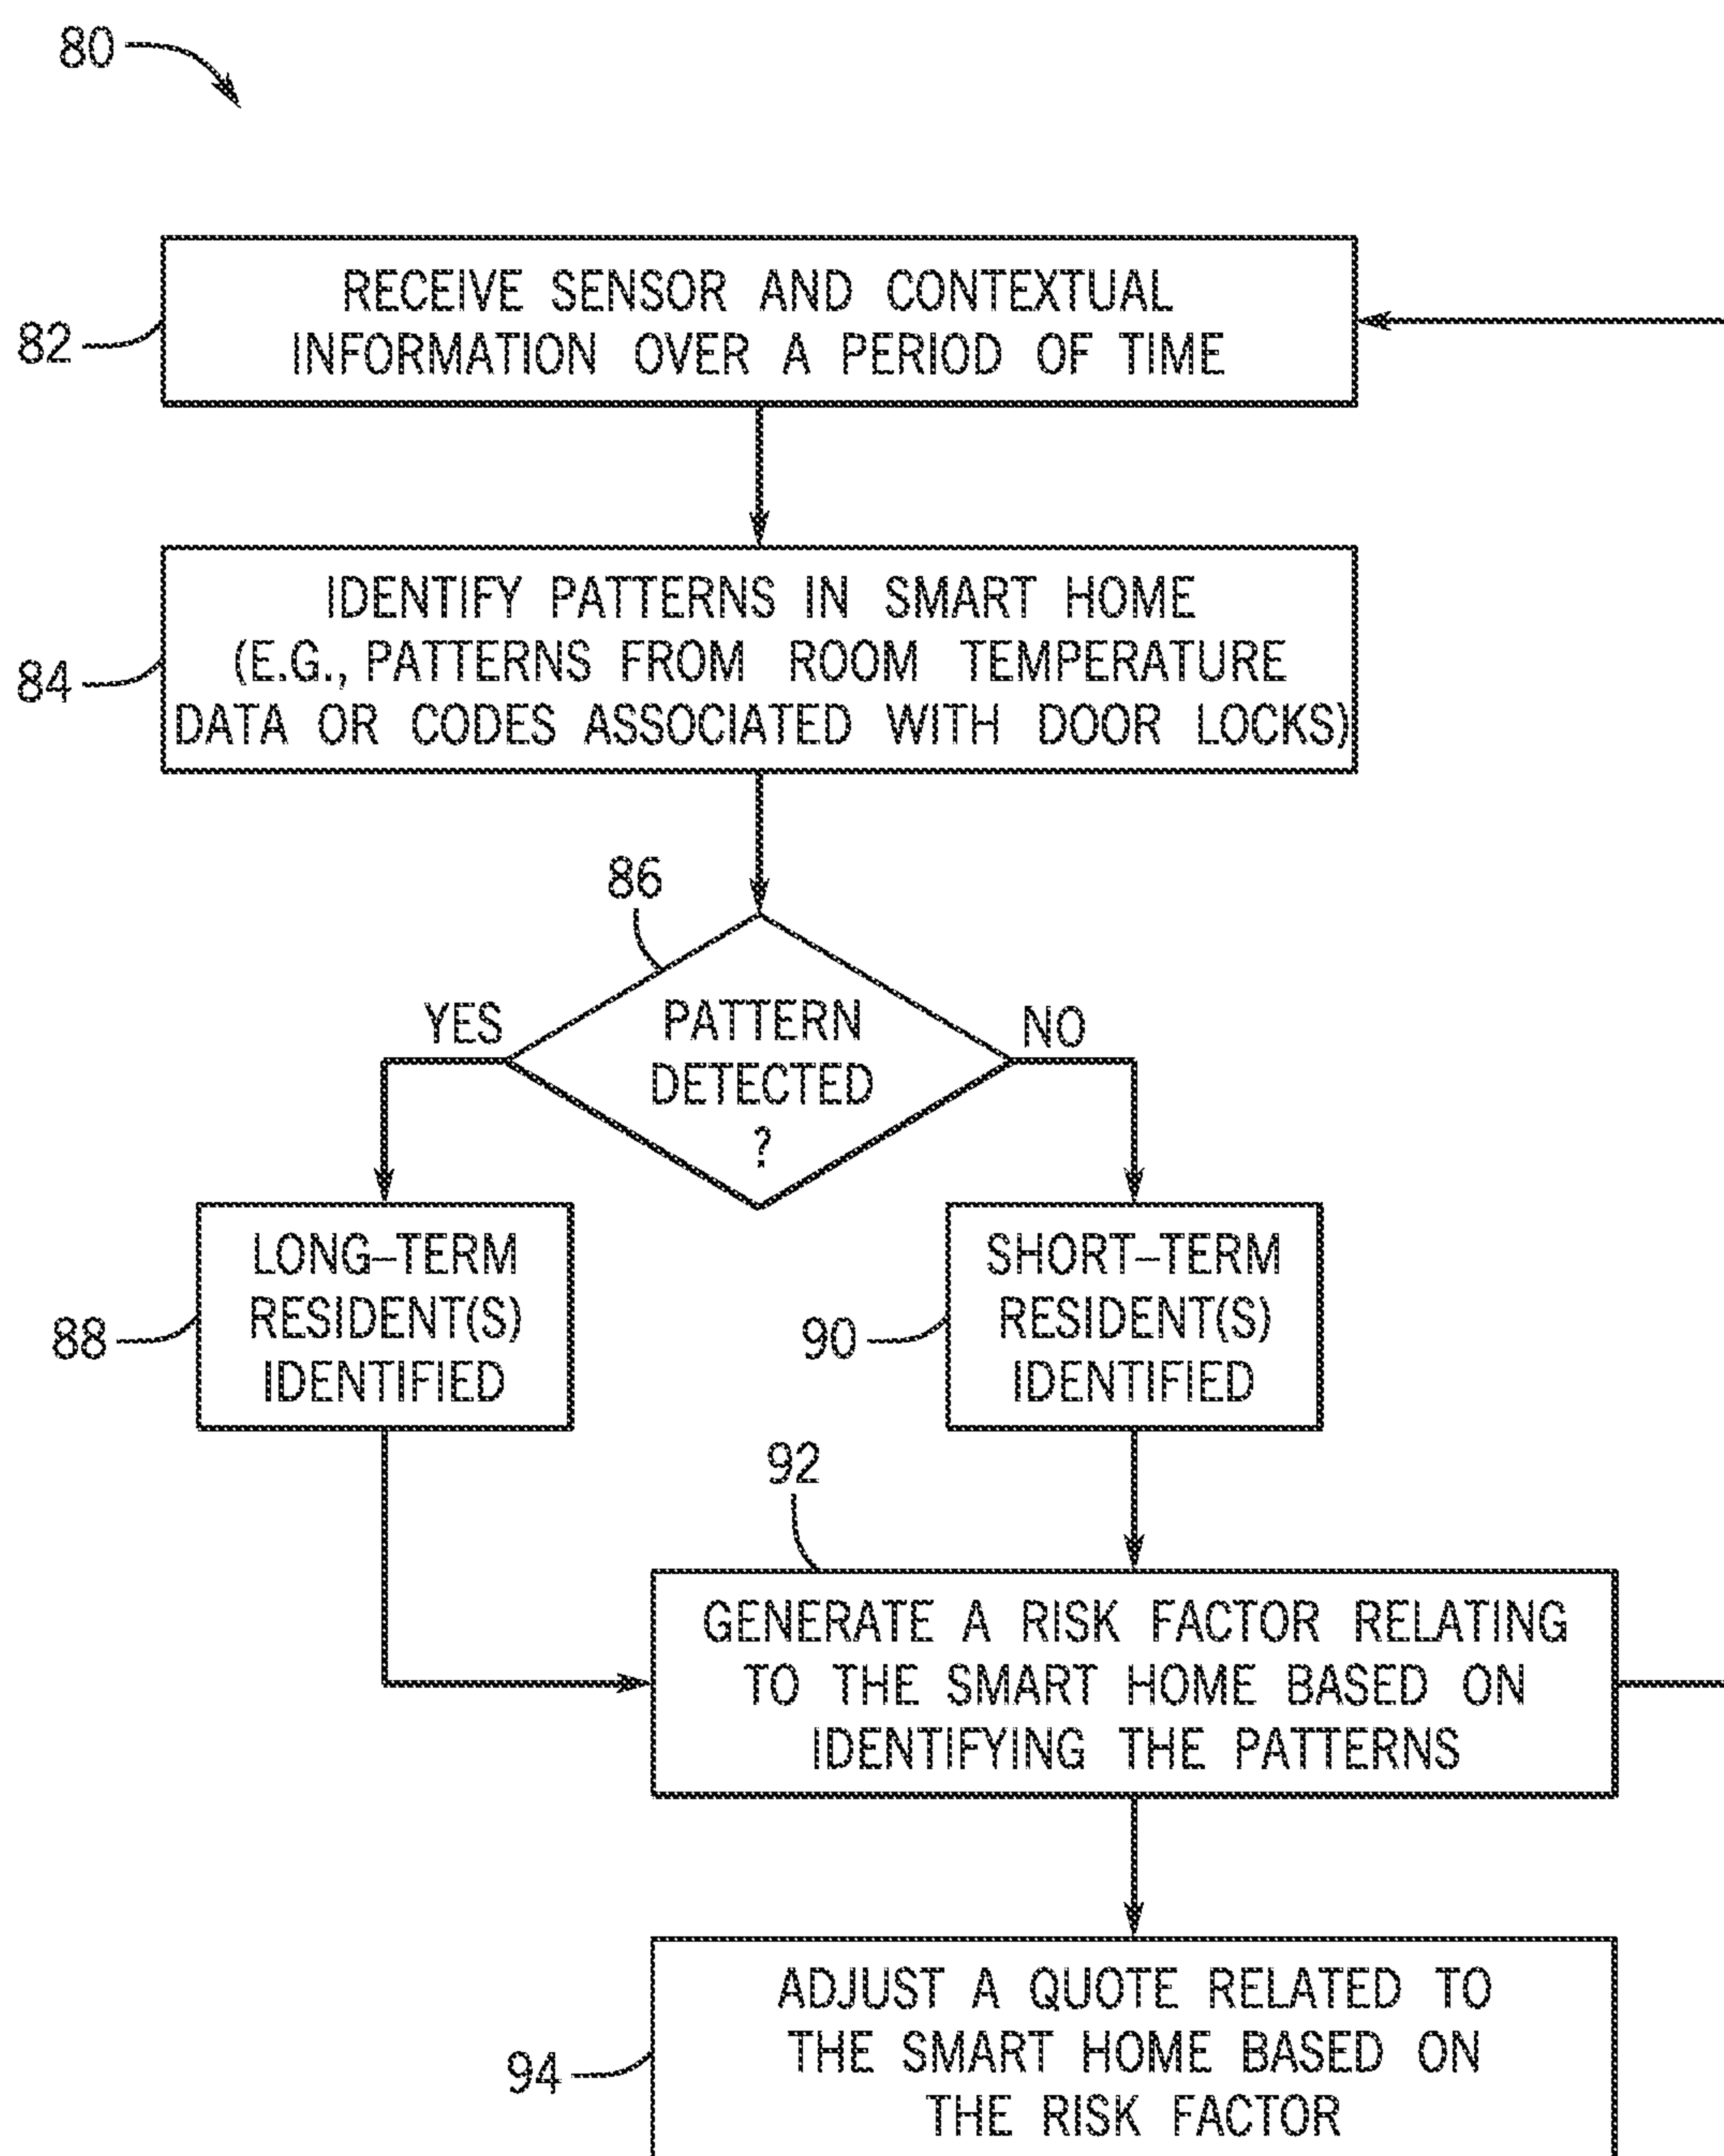 80
82
RECEIVE SENSOR AND CONTEXTUAL
INFORMATION OVER A PERIOD OF TIME
84
IDENTIFY PATTERNS IN SMART HOME
(E.G., PATTERNS FROM ROOM TEMPERATURE
DATA OR CODES ASSOCIATED WITH DOOR LOCKS)
86
YES
PATTERN
DETECTED
?
NO
88
LONG–TERM
RESIDENT(S)
IDENTIFIED
90
SHORT–TERM
RESIDENT(S)
IDENTIFIED
92
GENERATE A RISK FACTOR RELATING
TO THE SMART HOME BASED ON
IDENTIFYING THE PATTERNS
94
ADJUST A QUOTE RELATED TO
THE SMART HOME BASED ON
THE RISK FACTOR